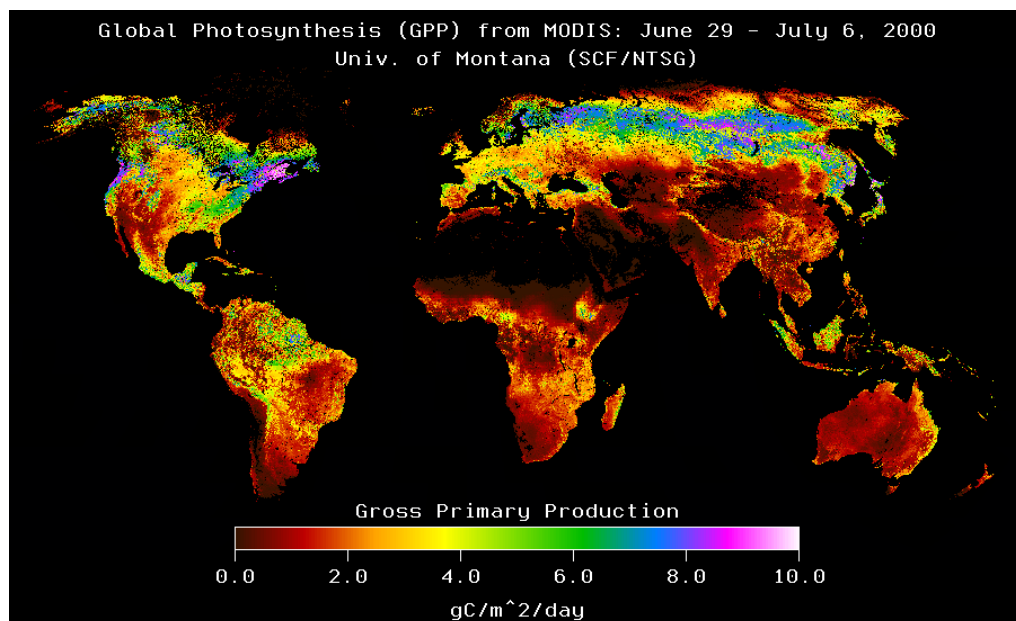 Global Photosynthesis (GPP) from MODIS: June 29 - July 6, 2000
Univ. of Montana (SCF/NTSG)
Gross Primary Production
0.0 2.0 4.0 6.0 8.0 10.0
gC/m^2/day